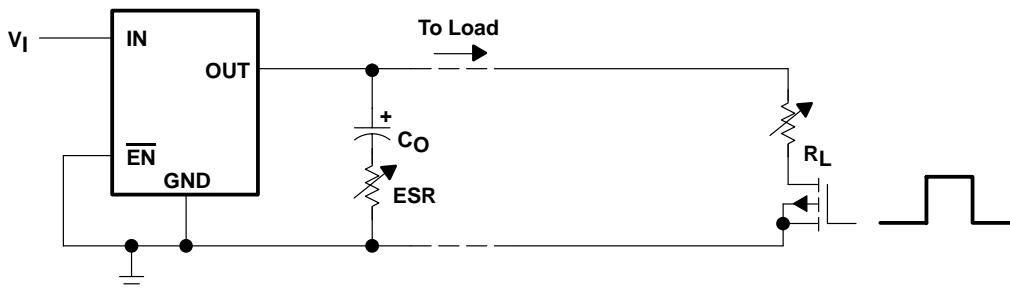 To Load
V_I
IN
OUT
+
C_O
EN̅
R_L
GND
ESR